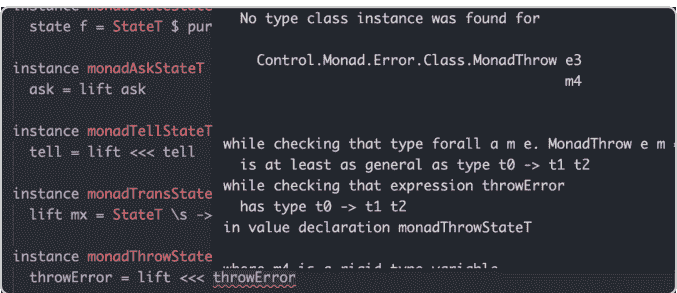 instance monadStateState
state f = StateT $ pur
instance monadAskStateT
ask = lift ask
instance monadTellStateT
tell = lift <<< tell
instance monadTransState
lift mx = StateT \s ->
instance monadThrowState
throwError = lift <<< throwError
No type class instance was found for
Control.Monad.Error.Class.MonadThrow e3
m4
while checking that type forall a m e. MonadThrow e m
is at least as general as type t0 -> t1 t2
while checking that expression throwError
has type t0 -> t1 t2
in value declaration monadThrowStateT
where m4 is a rigid type variable